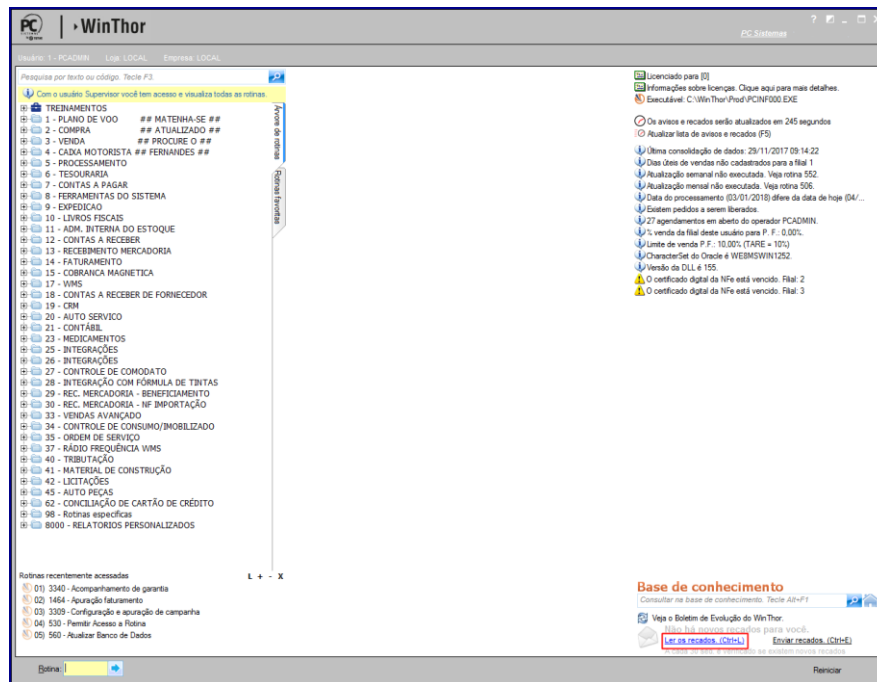 PC WinThor
PC Sistemas
Usuário: 1 - PCADMIN Loja: LOCAL Empresa: LOCAL
Pesquisa por texto ou código. Tecle F3.
Com o usuário Supervisor você tem acesso e visualiza todas as rotinas.
TREINAMENTOS
1 - PLANO DE VOO ## MATENHA-SE ##
2 - COMPRA ## ATUALIZADO ##
3 - VENDA ## PROCURE O ##
4 - CAIXA MOTORISTA ## FERNANDES ##
5 - PROCESSAMENTO
6 - TESOURARIA
7 - CONTAS A PAGAR
8 - FERRAMENTAS DO SISTEMA
9 - EXPEDICAO
10 - LIVROS FISCAIS
11 - ADM. INTERNA DO ESTOQUE
12 - CONTAS A RECEBER
13 - RECEBIMENTO MERCADORIA
14 - FATURAMENTO
15 - COBRANCA MAGNETICA
17 - WMS
18 - CONTAS A RECEBER DE FORNECEDOR
19 - CRM
20 - AUTO SERVICO
21 - CONTÁBIL
23 - MEDICAMENTOS
25 - INTEGRAÇÕES
26 - INTEGRAÇÕES
27 - CONTROLE DE COMODATO
28 - INTEGRAÇÃO COM FÓRMULA DE TINTAS
29 - REC. MERCADORIA - BENEFICIAMENTO
30 - REC. MERCADORIA - NF IMPORTAÇÃO
33 - VENDAS AVANÇADO
34 - CONTROLE DE CONSUMO/IMOBILIZADO
35 - ORDEM DE SERVIÇO
37 - RÁDIO FREQUÊNCIA WMS
40 - TRIBUTAÇÃO
41 - MATERIAL DE CONSTRUÇÃO
42 - LICITAÇÕES
45 - AUTO PEÇAS
62 - CONCILIAÇÃO DE CARTÃO DE CRÉDITO
98 - Rotinas especificas
8000 - RELATORIOS PERSONALIZADOS
Árvore de rotinas
Rotinas favoritas
Rotinas recentemente acessadas L + - X
01) 3340 - Acompanhamento de garantia
02) 1464 - Apuração faturamento
03) 3309 - Configuração e apuração de campanha
04) 530 - Permitir Acesso a Rotina
05) 560 - Atualizar Banco de Dados
Licenciado para [0]
Informações sobre licenças. Clique aqui para mais detalhes.
Executável: C:\WinThor\Prod\PCINF000.EXE
Os avisos e recados serão atualizados em 245 segundos
Atualizar lista de avisos e recados (F5)
Última consolidação de dados: 29/11/2017 09:14:22
Dias úteis de vendas não cadastrados para a filial 1
Atualização semanal não executada. Veja rotina 552.
Atualização mensal não executada. Veja rotina 506.
Data do processamento (03/01/2018) difere da data de hoje (04/...
Existem pedidos a serem liberados.
27 agendamentos em aberto do operador PCADMIN.
% venda da filial deste usuário para P. F.: 0,00%.
Limite de venda P.F.: 10,00% (TARE = 10%)
CharacterSet do Oracle é WE8MSWIN1252.
Versão da DLL é 155.
O certificado digital da NFe está vencido. Filial: 2
O certificado digital da NFe está vencido. Filial: 3
Base de conhecimento
Consultar na base de conhecimento. Tecle Alt+F1
Veja o Boletim de Evolução do WinThor.
Não há novos recados para você.
Ler os recados. (Ctrl+L) Enviar recados. (Ctrl+E)
A cada 30 seg. é verificado se existem novos recados
Rotina:
Reiniciar